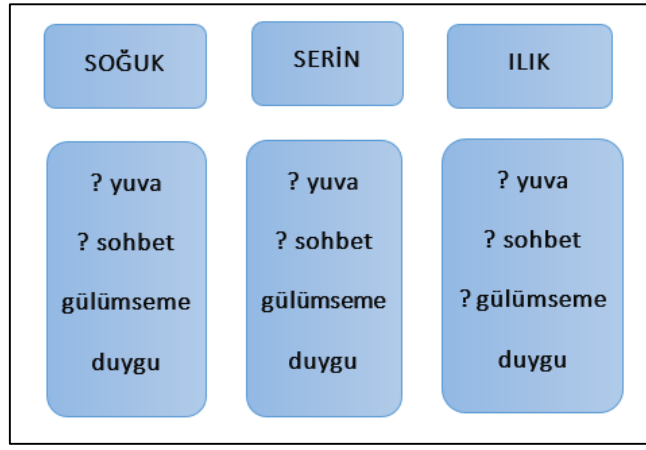 SOĞUK
? yuva
? sohbet
gülümseme
duygu
SERİN
? yuva
? sohbet
gülümseme
duygu
ILIK
? yuva
? sohbet
? gülümseme
duygu